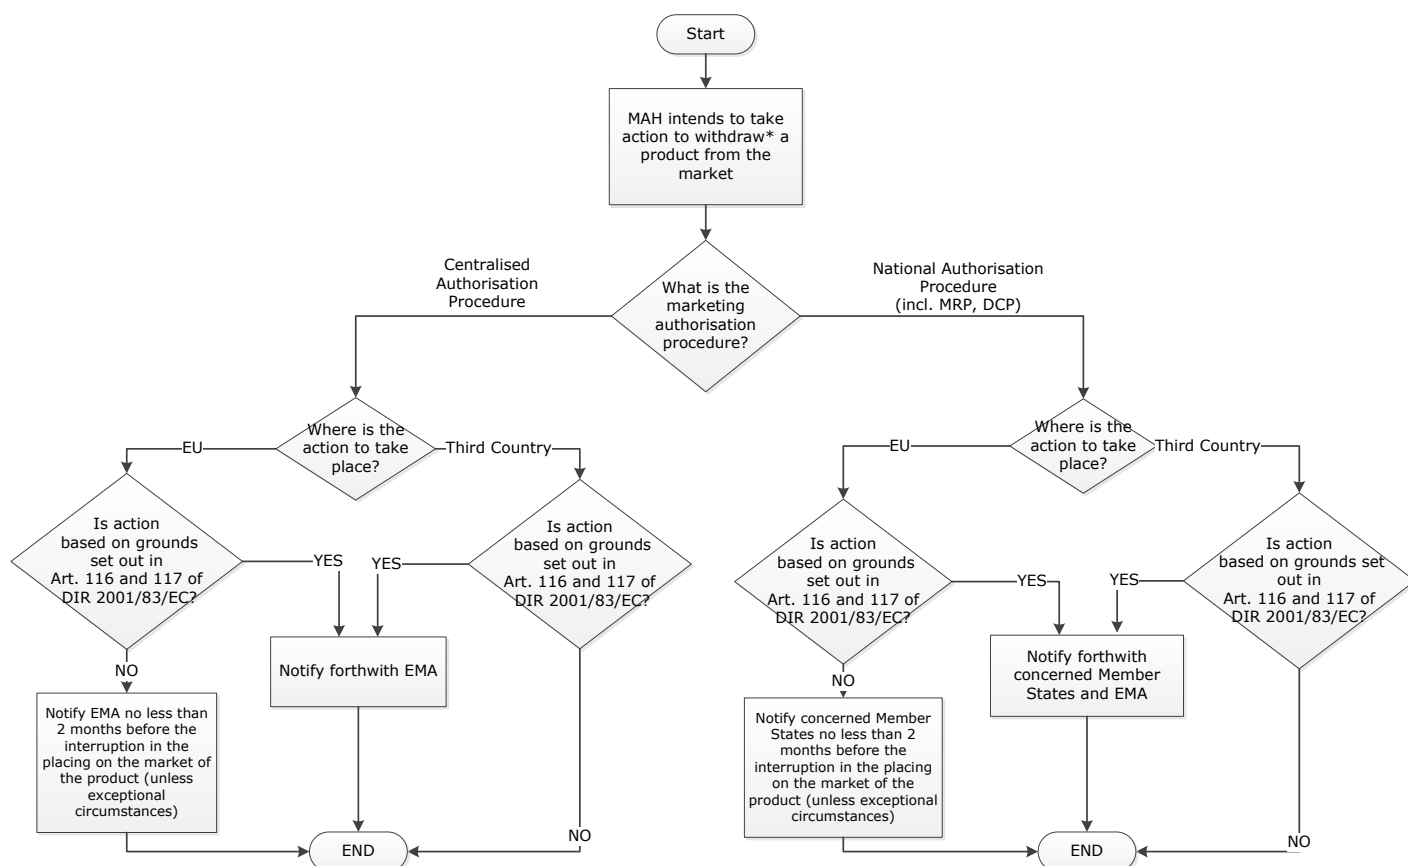 Start
MAH intends to take
action to withdraw* a
product from the
market
Centralised
Authorisation
Procedure
National Authorisation
Procedure
(incl. MRP, DCP)
What is the
marketing
authorisation
procedure?
Where is the
action to take
place?
EU
Third Country
Where is the
action to take
place?
EU
Third Country
Is action
based on grounds
set out in
Art. 116 and 117 of
DIR 2001/83/EC?
YES
YES
Is action
based on grounds
set out in
Art. 116 and 117 of
DIR 2001/83/EC?
Is action
based on grounds
set out in
Art. 116 and 117 of
DIR 2001/83/EC?
YES
YES
Is action
based on grounds set
out in
Art. 116 and 117 of
DIR 2001/83/EC?
NO
Notify forthwith EMA
NO
Notify forthwith
concerned Member
States and EMA
Notify EMA no less than
2 months before the
interruption in the
placing on the market of
the product (unless
exceptional
circumstances)
Notify concerned Member
States no less than 2
months before the
interruption in the placing
on the market of the
product (unless exceptional
circumstances)
NO
NO
END
END